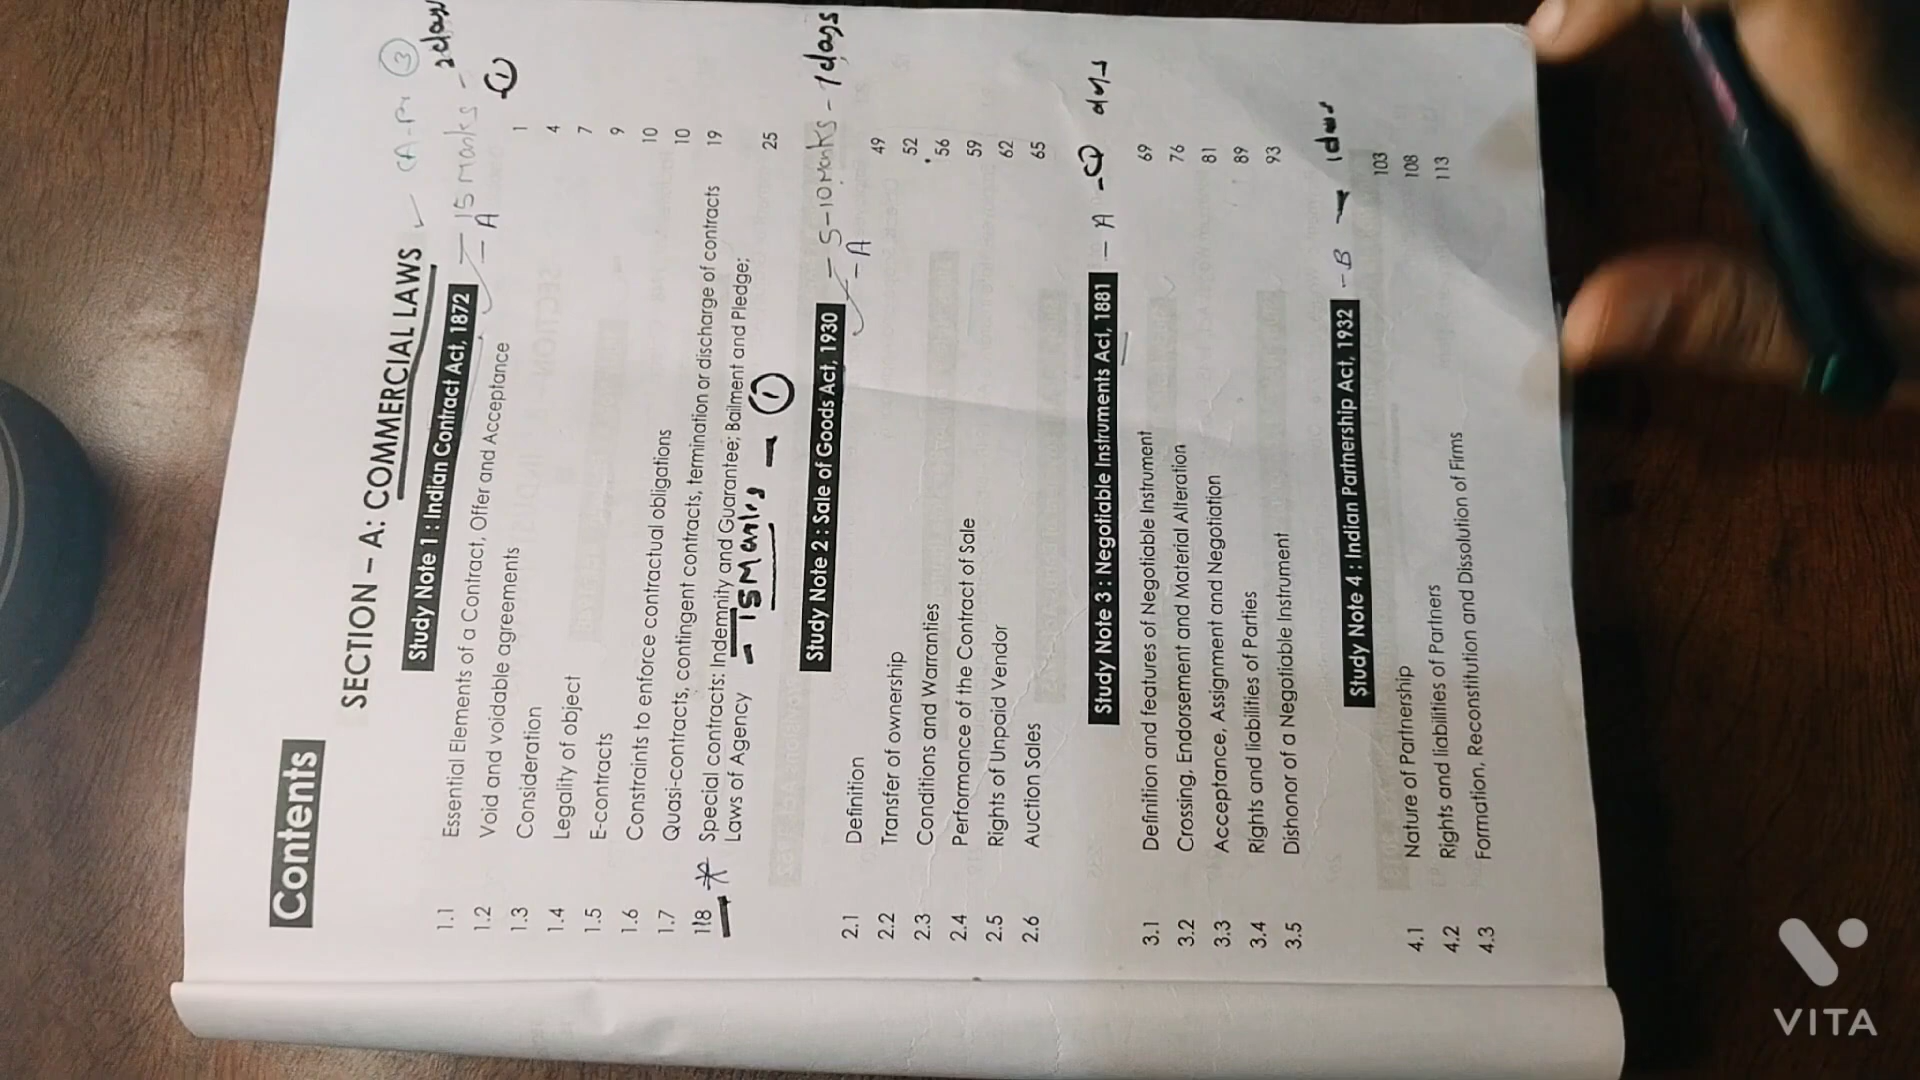 Contents
SECTION – A: COMMERCIAL LAWS
Study Note 1 : Indian Contract Act, 1872 – 15 Marks – 2 days
1.1 Essential Elements of a Contract, Offer and Acceptance – A 1
1.2 Void and voidable agreements 4
1.3 Consideration 7
1.4 Legality of object 9
1.5 E-contracts 10
1.6 Constraints to enforce contractual obligations 10
1.7 Quasi-contracts, contingent contracts, termination or discharge of contracts 19
1.8 * Special contracts: Indemnity and Guarantee; Bailment and Pledge;
Laws of Agency 25
– 15 Marks – 1
Study Note 2 : Sale of Goods Act, 1930 – 5-10 Marks – 1 days
– A
2.1 Definition 49
2.2 Transfer of ownership 52
2.3 Conditions and Warranties 56
2.4 Performance of the Contract of Sale 59
2.5 Rights of Unpaid Vendor 62
2.6 Auction Sales 65
Study Note 3 : Negotiable Instruments Act, 1881 – A – 1 days
3.1 Definition and features of Negotiable Instrument 69
3.2 Crossing, Endorsement and Material Alteration 76
3.3 Acceptance, Assignment and Negotiation 81
3.4 Rights and liabilities of Parties 89
3.5 Dishonor of a Negotiable Instrument 93
Study Note 4 : Indian Partnership Act, 1932 – B
4.1 Nature of Partnership 103
4.2 Rights and liabilities of Partners 108
4.3 Formation, Reconstitution and Dissolution of Firms 113
VITA